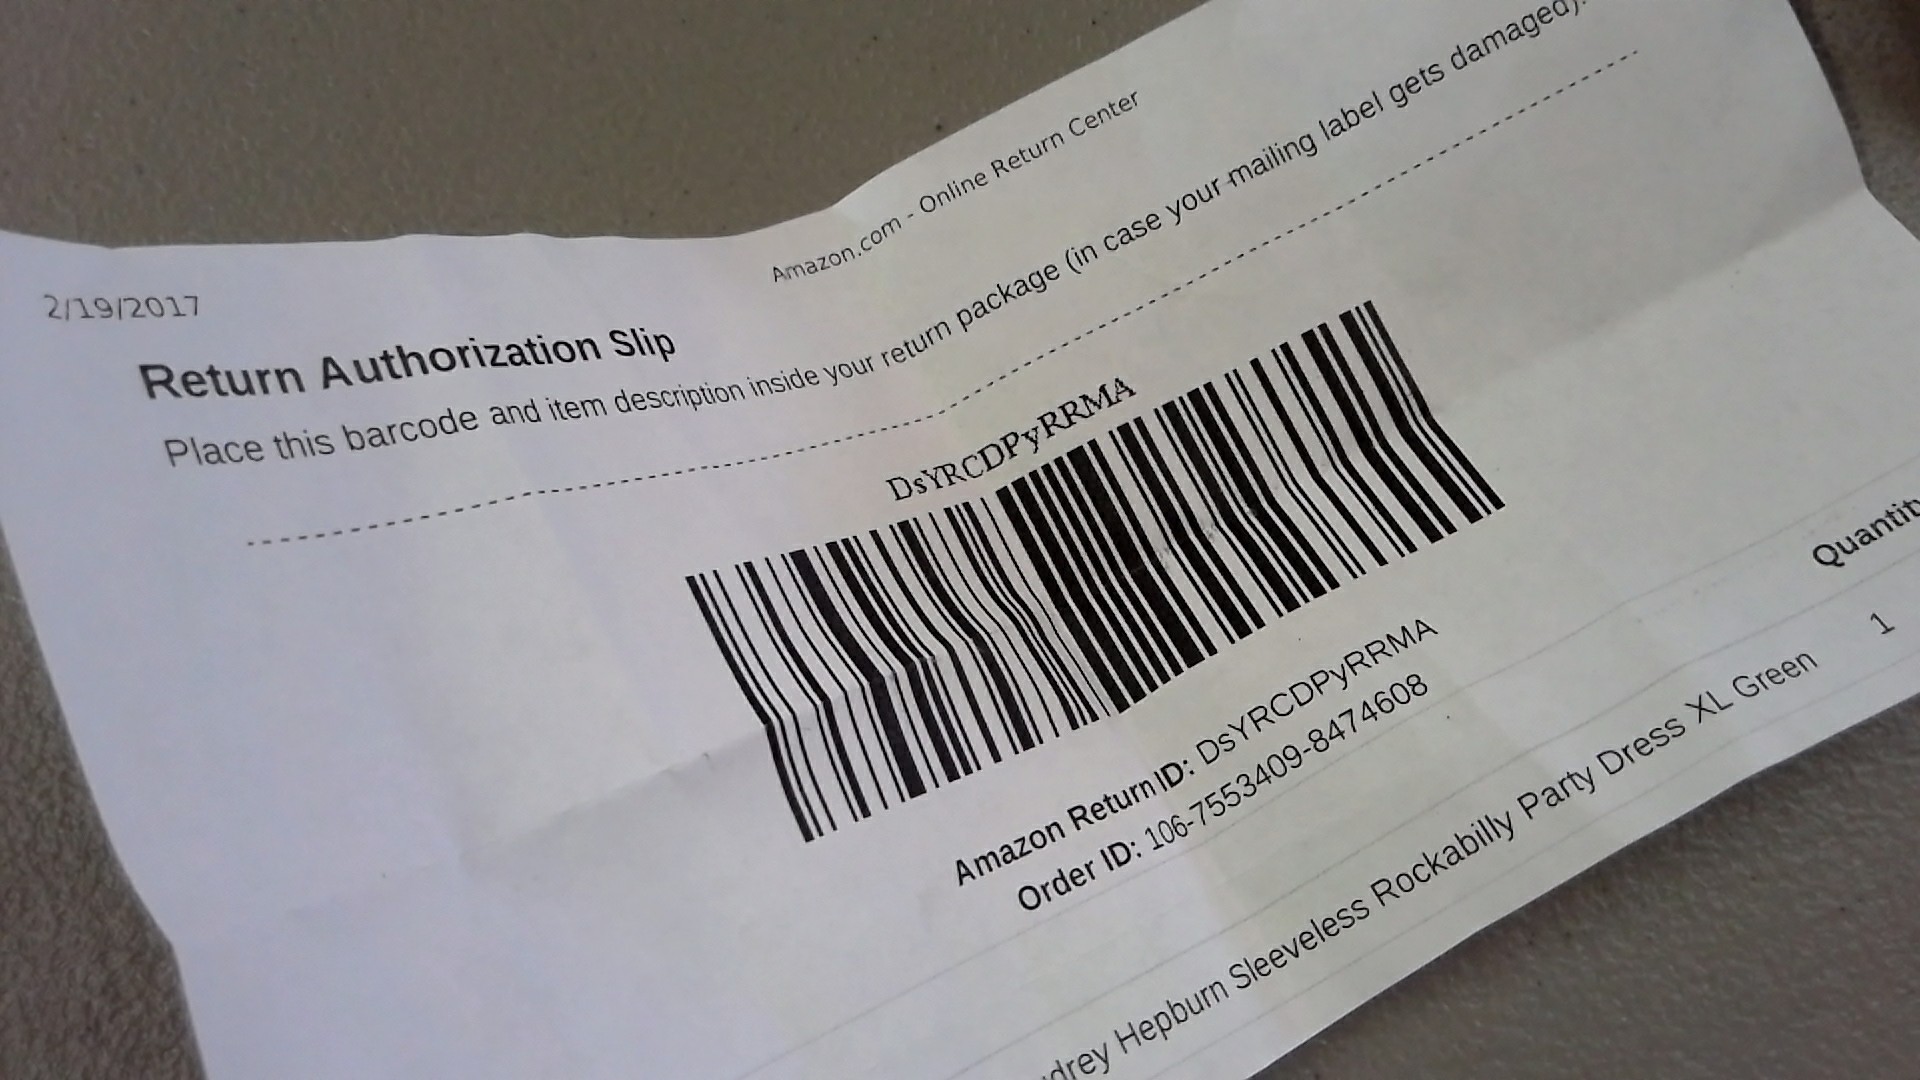 2/19/2017
Amazon.com - Online Return Center
Return Authorization Slip
Place this barcode and item description inside your return package (in case your mailing label gets damaged).
DsYRCDPyRRMA
Amazon Return ID: DsYRCDPyRRMA
Order ID: 106-7553409-8474608
Hepburn Sleeveless Rockabilly Party Dress XL Green 1